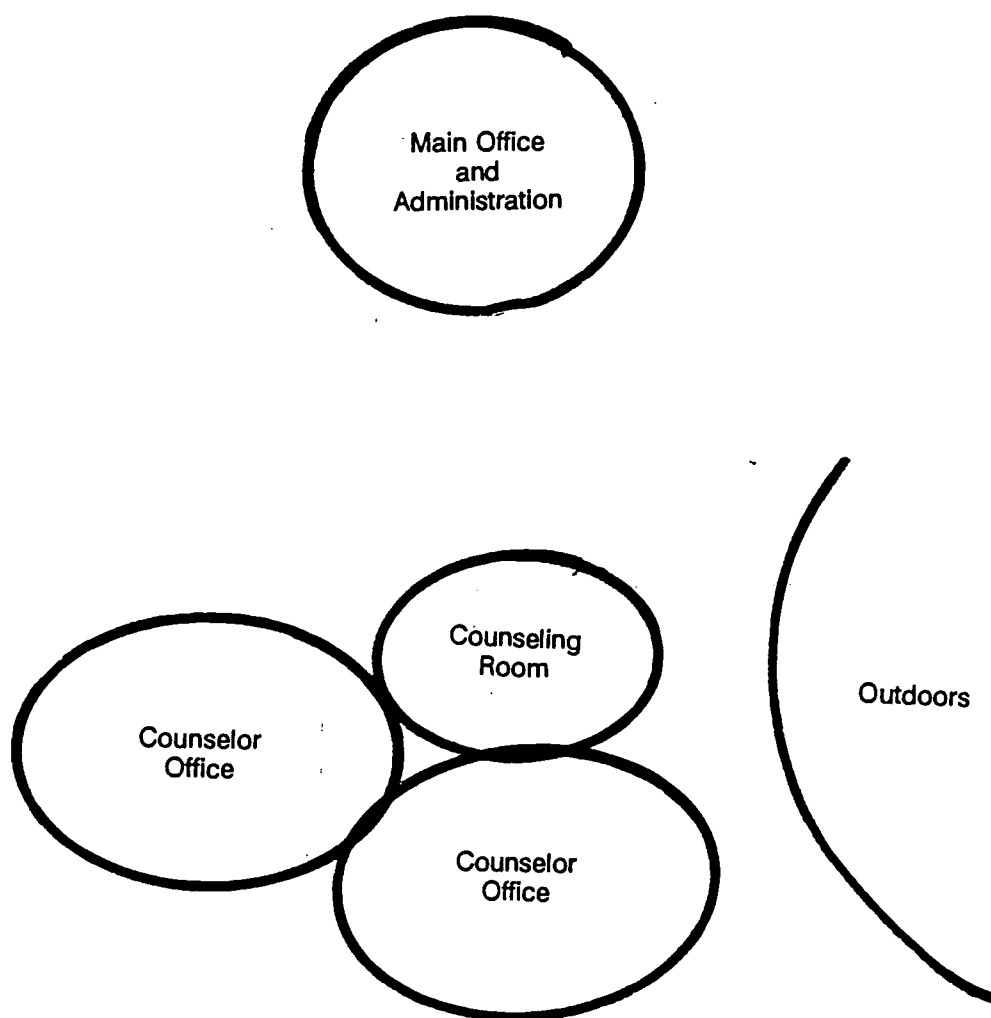 Main Office
and
Administration
Counseling
Room
Outdoors
Counselor
Office
Counselor
Office